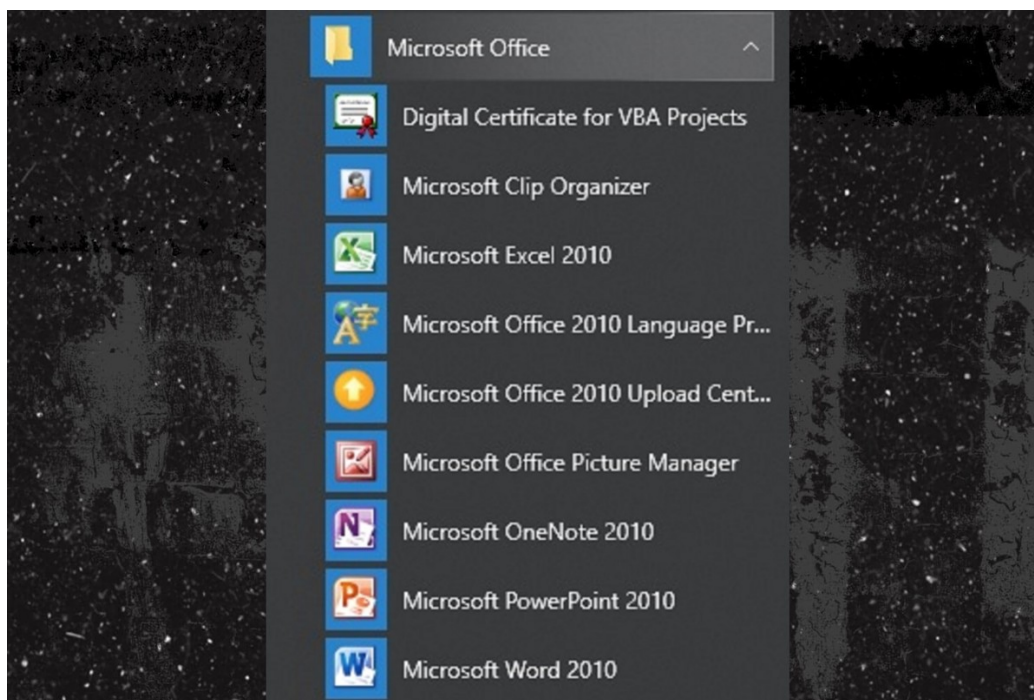 Microsoft Office
Digital Certificate for VBA Projects
Microsoft Clip Organizer
Microsoft Excel 2010
Microsoft Office 2010 Language Pr...
Microsoft Office 2010 Upload Cent...
Microsoft Office Picture Manager
Microsoft OneNote 2010
Microsoft PowerPoint 2010
Microsoft Word 2010